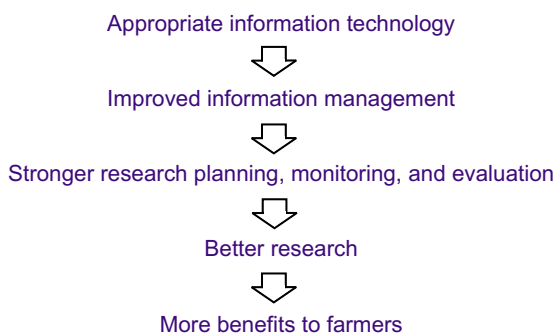 Appropriate information technology
Improved information management
Stronger research planning, monitoring, and evaluation
Better research
More benefits to farmers